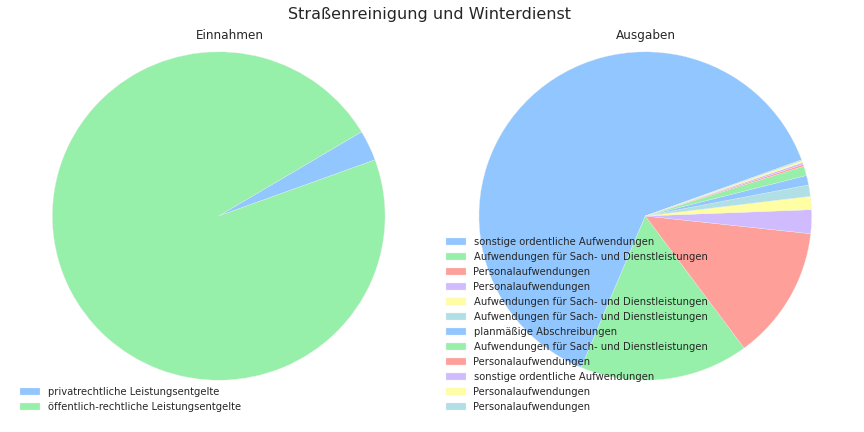 Straßenreinigung und Winterdienst
Einnahmen
privatrechtliche Leistungsentgelte
öffentlich-rechtliche Leistungsentgelte
Ausgaben
sonstige ordentliche Aufwendungen
Aufwendungen für Sach- und Dienstleistungen
Personalaufwendungen
Personalaufwendungen
Aufwendungen für Sach- und Dienstleistungen
Aufwendungen für Sach- und Dienstleistungen
planmäßige Abschreibungen
Aufwendungen für Sach- und Dienstleistungen
Personalaufwendungen
sonstige ordentliche Aufwendungen
Personalaufwendungen
Personalaufwendungen